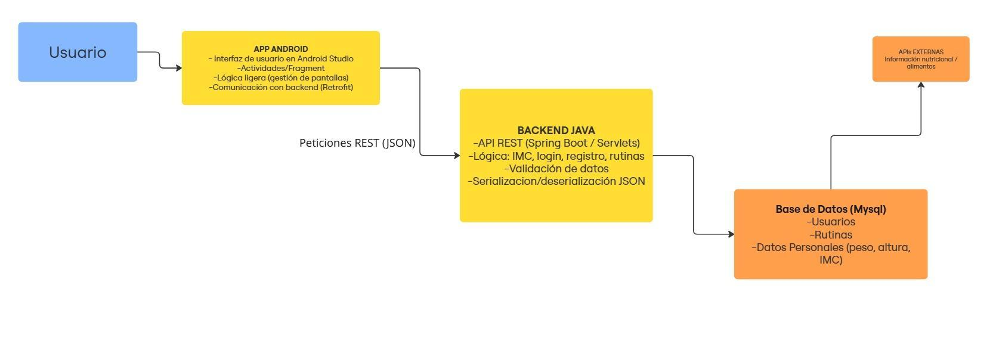 Usuario
APP ANDROID
- Interfaz de usuario en Android Studio
-Actividades/Fragment
-Lógica ligera (gestión de pantallas)
-Comunicación con backend (Retrofit)
Peticiones REST (JSON)
BACKEND JAVA
-API REST (Spring Boot / Servlets)
-Lógica: IMC, login, registro, rutinas
-Validación de datos
-Serializacion/deserialización JSON
APIs EXTERNAS
Información nutricional /
alimentos
Base de Datos (Mysql)
-Usuarios
-Rutinas
-Datos Personales (peso, altura,
IMC)